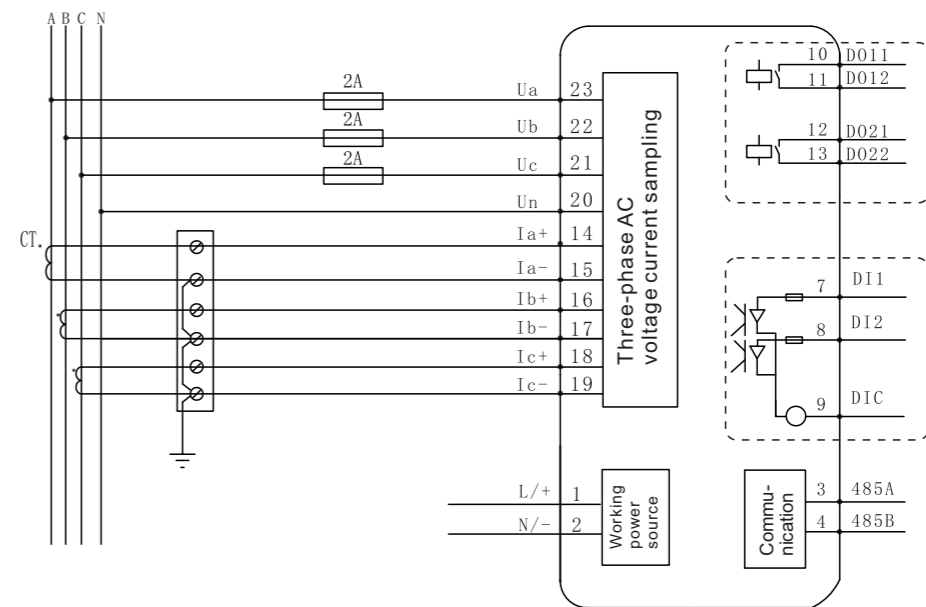 A B C N
2A
Ua 23
2A
Ub 22
2A
Uc 21
Un 20
CT.
Ia+ 14
Ia- 15
Ib+ 16
Ib- 17
Ic+ 18
Ic- 19
Three-phase AC
voltage current sampling
10 DO11
11 DO12
12 DO21
13 DO22
7 DI1
8 DI2
9 DIC
L/+ 1
N/- 2
Working
power
source
Commu-
nication
3 485A
4 485B